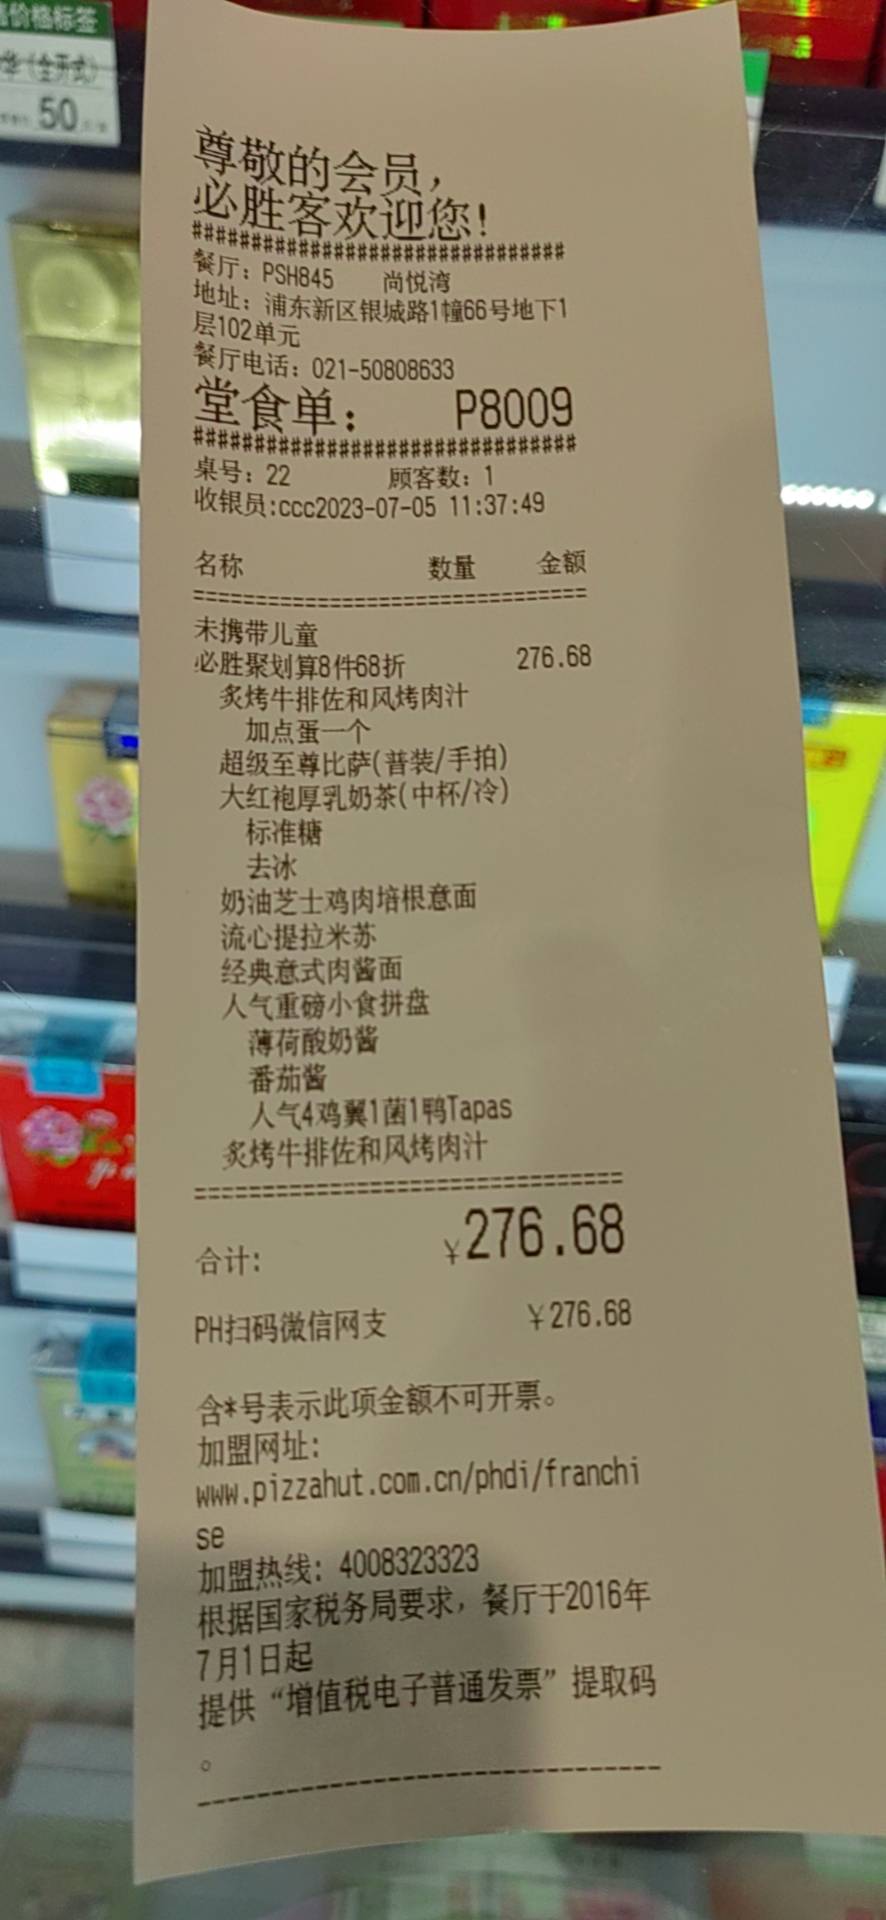 价格标签
华(全开式)
50
尊敬的会员，
必胜客欢迎您!
################################
餐厅: PSH845 尚悦湾
地址: 浦东新区银城路1幢66号地下1
层102单元
餐厅电话: 021-50808633
堂食单: P8009
################################
桌号: 22 顾客数: 1
收银员:ccc2023-07-05 11:37:49
名称 数量 金额
================================
未携带儿童
必胜聚划算8件68折 276.68
炙烤牛排佐和风烤肉汁
加点蛋一个
超级至尊比萨(普装/手拍)
大红袍厚乳奶茶(中杯/冷)
标准糖
去冰
奶油芝士鸡肉培根意面
流心提拉米苏
经典意式肉酱面
人气重磅小食拼盘
薄荷酸奶酱
番茄酱
人气4鸡翼1菌1鸭Tapas
炙烤牛排佐和风烤肉汁
================================
合计: ¥276.68
PH扫码微信网支 ¥276.68
含*号表示此项金额不可开票。
加盟网址:
www.pizzahut.com.cn/phdi/franchi
se
加盟热线: 4008323323
根据国家税务局要求，餐厅于2016年
7月1日起
提供“增值税电子普通发票”提取码
。
--------------------------------